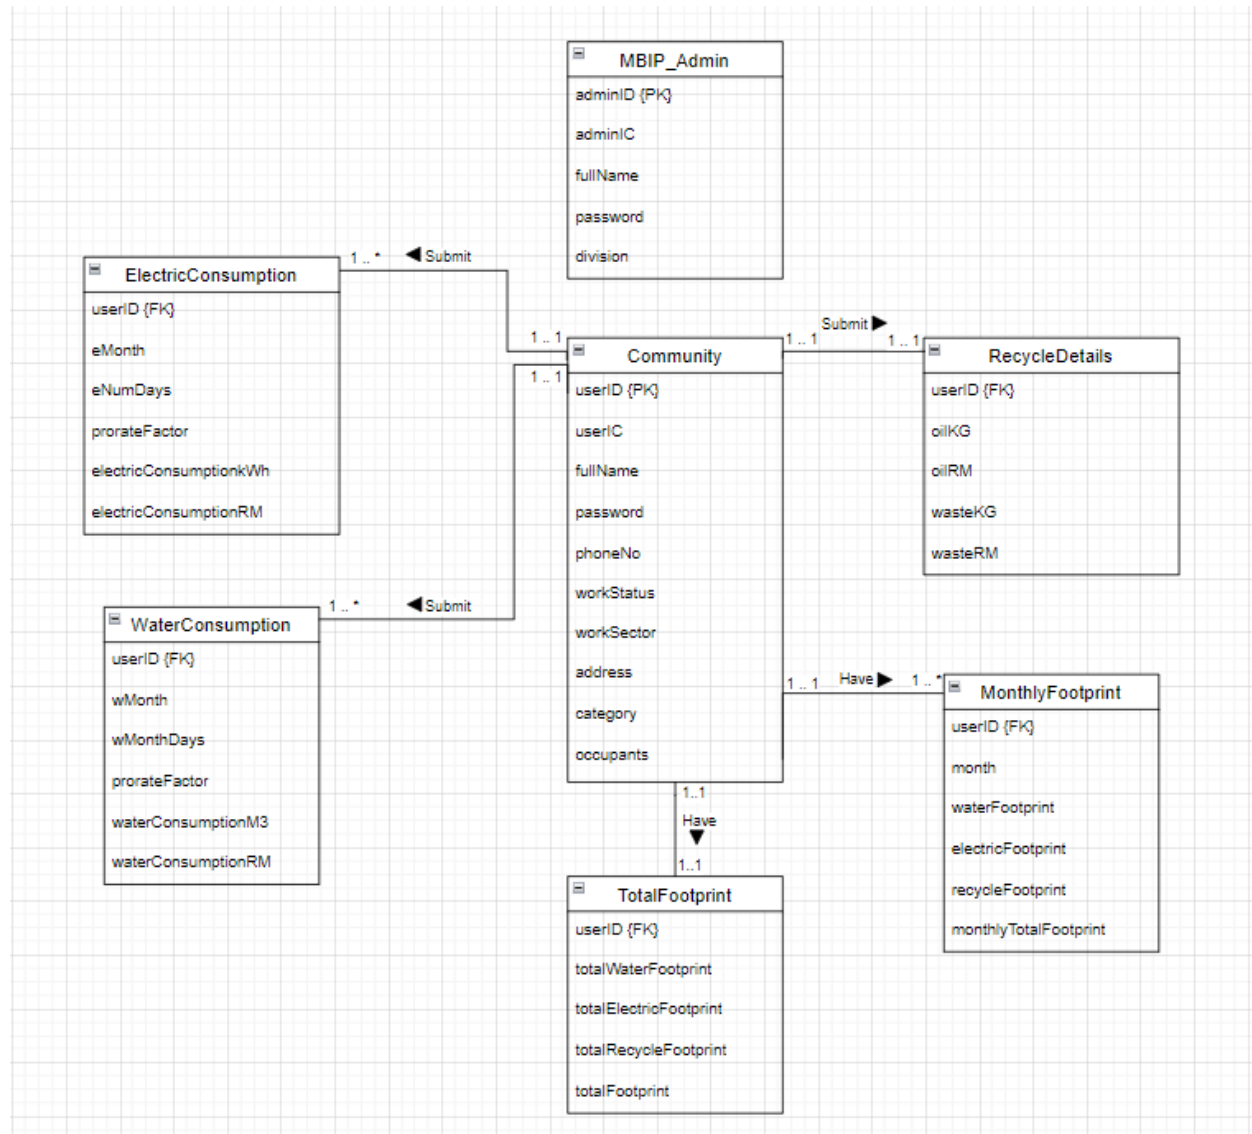 MBIP_Admin
adminID {PK}
adminIC
fullName
password
division
1 .. *
Submit
ElectricConsumption
userID {FK}
eMonth
eNumDays
prorateFactor
electricConsumptionkWh
electricConsumptionRM
1 .. 1
1 .. 1
Community
userID {PK}
userIC
fullName
password
phoneNo
workStatus
workSector
address
category
occupants
Submit
1 .. 1
1 .. 1
RecycleDetails
userID {FK}
oilKG
oilRM
wasteKG
wasteRM
1 .. *
Submit
WaterConsumption
userID {FK}
wMonth
wMonthDays
prorateFactor
waterConsumptionM3
waterConsumptionRM
1 .. 1
Have
1 .. *
MonthlyFootprint
userID {FK}
month
waterFootprint
electricFootprint
recycleFootprint
monthlyTotalFootprint
1..1
Have
1..1
TotalFootprint
userID {FK}
totalWaterFootprint
totalElectricFootprint
totalRecycleFootprint
totalFootprint